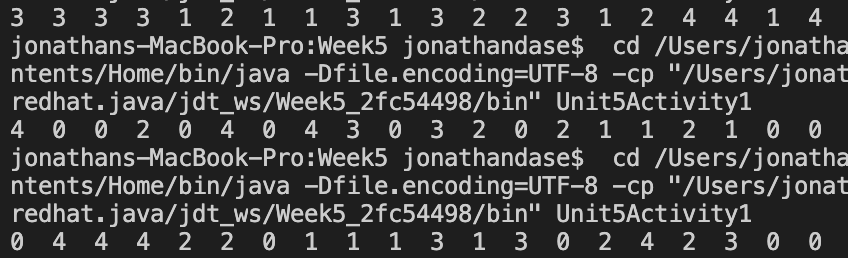 3 3 3 3 1 2 1 1 3 1 3 2 2 3 1 2 4 4 1 4
jonathans-MacBook-Pro:Week5 jonathandase$ cd /Users/jonatha
ntents/Home/bin/java -Dfile.encoding=UTF-8 -cp "/Users/jonat
redhat.java/jdt_ws/Week5_2fc54498/bin" Unit5Activity1
4 0 0 2 0 4 0 4 3 0 3 2 0 2 1 1 2 1 0 0
jonathans-MacBook-Pro:Week5 jonathandase$ cd /Users/jonatha
ntents/Home/bin/java -Dfile.encoding=UTF-8 -cp "/Users/jonat
redhat.java/jdt_ws/Week5_2fc54498/bin" Unit5Activity1
0 4 4 4 2 2 0 1 1 1 3 1 3 0 2 4 2 3 0 0